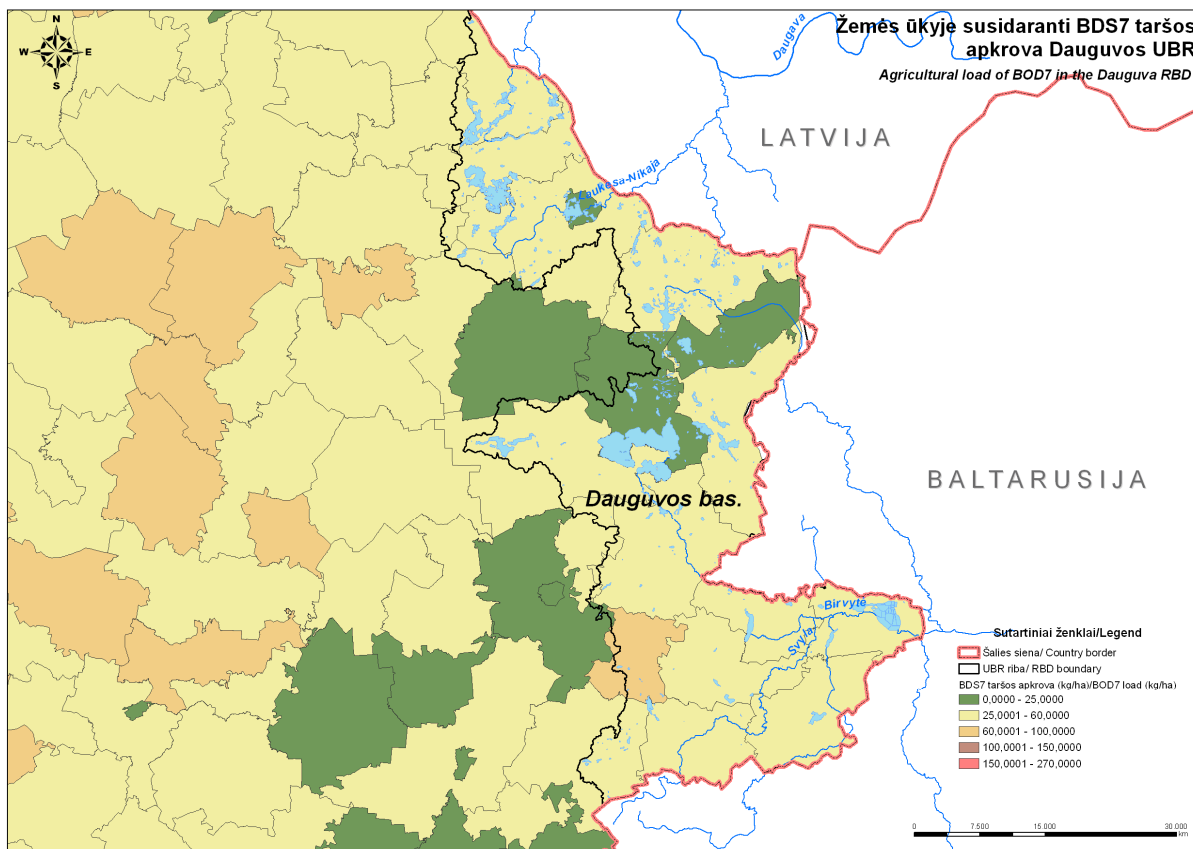 Žemės ūkyje susidaranti BDS7 taršos
apkrova Dauguvos UBR
Agricultural load of BOD7 in the Dauguva RBD
N
W
E
S
Daugava
LATVIJA
Laukesa-Nikaja
BALTARUSIJA
Dauguvos bas.
Birvytė
Svyla
Sutartiniai ženklai/Legend
Šalies siena/ Country border
UBR riba/ RBD boundary
BDS7 taršos apkrova (kg/ha)/BOD7 load (kg/ha)
0,0000 - 25,0000
25,0001 - 60,0000
60,0001 - 100,0000
100,0001 - 150,0000
150,0001 - 270,0000
0 7 500 15 000 30 000
km